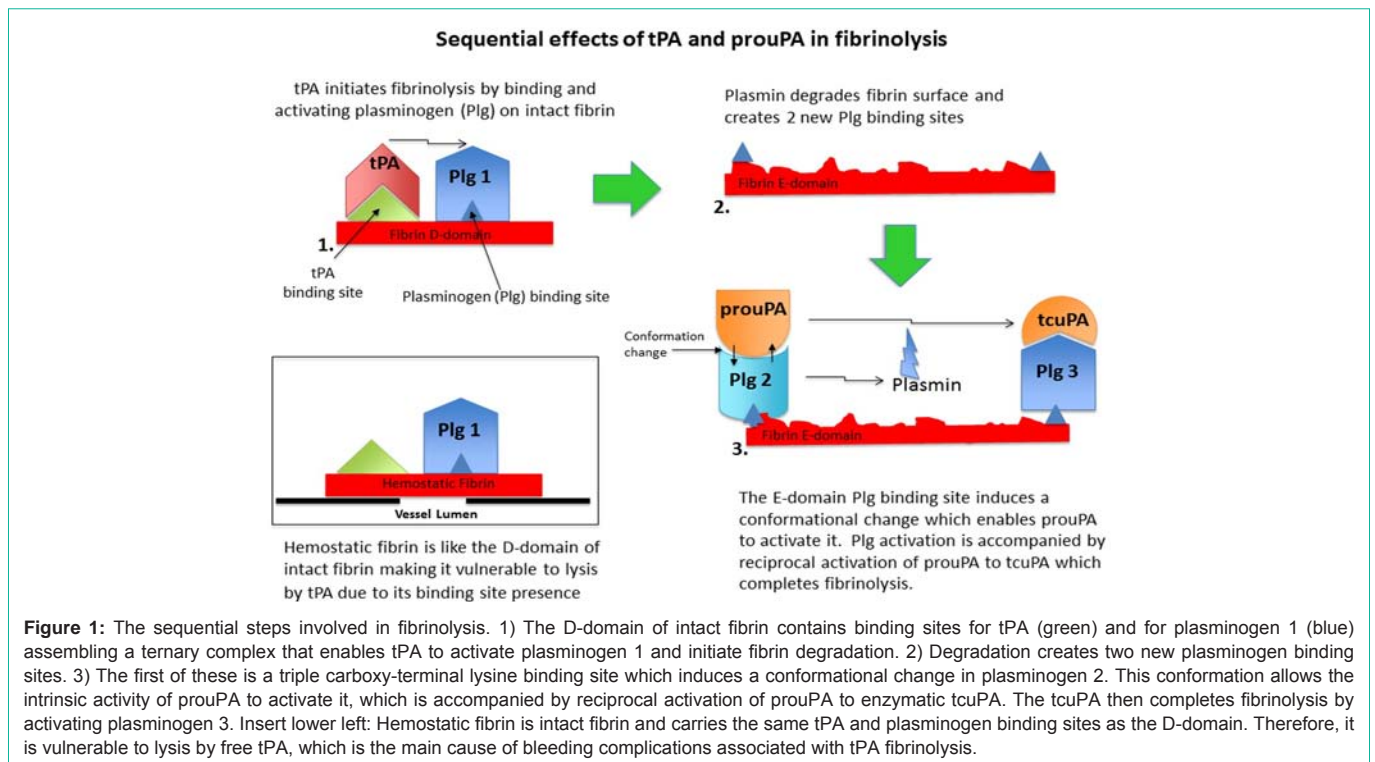 Sequential effects of tPA and prouPA in fibrinolysis
tPA initiates fibrinolysis by binding and
activating plasminogen (Plg) on intact fibrin
tPA
Plg 1
Fibrin D-domain
1.
tPA
binding site
Plasminogen (Plg) binding site
Plasmin degrades fibrin surface and
creates 2 new Plg binding sites
Fibrin E-domain
2.
prouPA
Conformation
change
Plg 2
Plasmin
tcuPA
Plg 3
Fibrin E-domain
3.
The E-domain Plg binding site induces a
conformational change which enables prouPA
to activate it. Plg activation is accompanied by
reciprocal activation of prouPA to tcuPA which
completes fibrinolysis.
Plg 1
Hemostatic Fibrin
Vessel Lumen
Hemostatic fibrin is like the D-domain of
intact fibrin making it vulnerable to lysis
by tPA due to its binding site presence
Figure 1: The sequential steps involved in fibrinolysis. 1) The D-domain of intact fibrin contains binding sites for tPA (green) and for plasminogen 1 (blue)
assembling a ternary complex that enables tPA to activate plasminogen 1 and initiate fibrin degradation. 2) Degradation creates two new plasminogen binding
sites. 3) The first of these is a triple carboxy-terminal lysine binding site which induces a conformational change in plasminogen 2. This conformation allows the
intrinsic activity of prouPA to activate it, which is accompanied by reciprocal activation of prouPA to enzymatic tcuPA. The tcuPA then completes fibrinolysis by
activating plasminogen 3. Insert lower left: Hemostatic fibrin is intact fibrin and carries the same tPA and plasminogen binding sites as the D-domain. Therefore, it
is vulnerable to lysis by free tPA, which is the main cause of bleeding complications associated with tPA fibrinolysis.